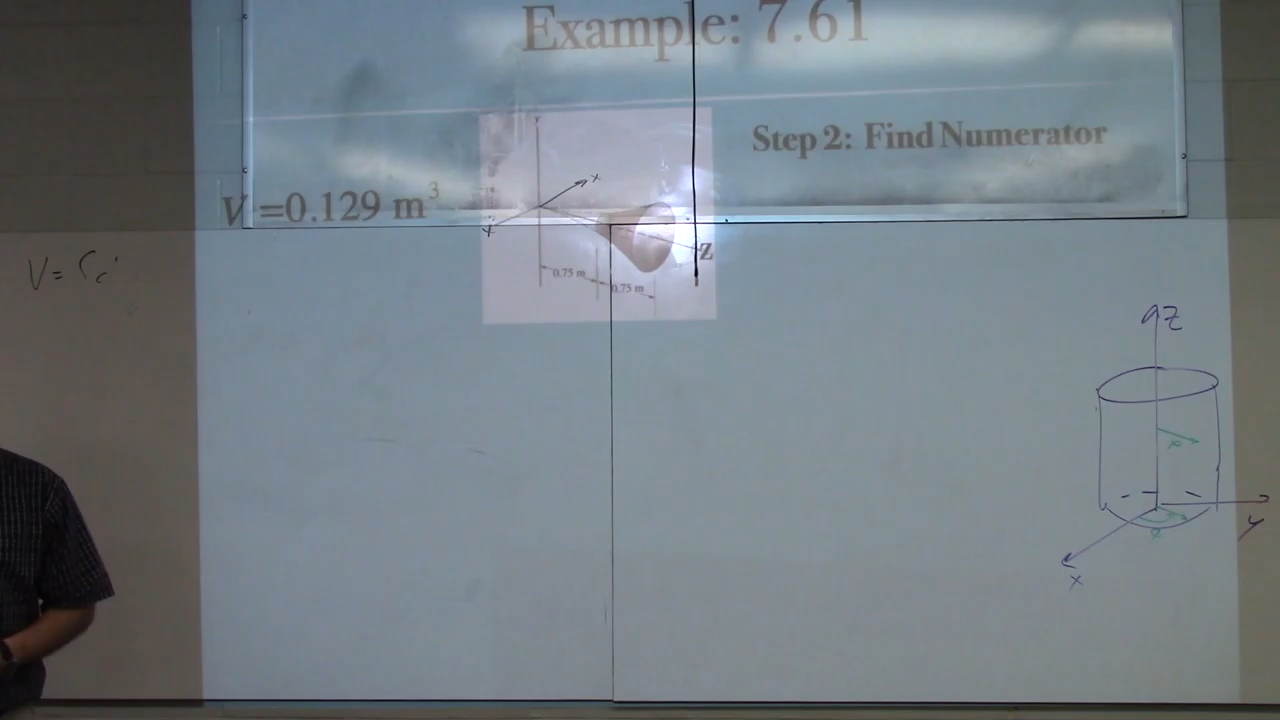 Example: 7.61
Step 2: Find Numerator
V =0.129 m³
Y
x
Y
Z
0.75 m
0.75 m
V =
Z
y
x